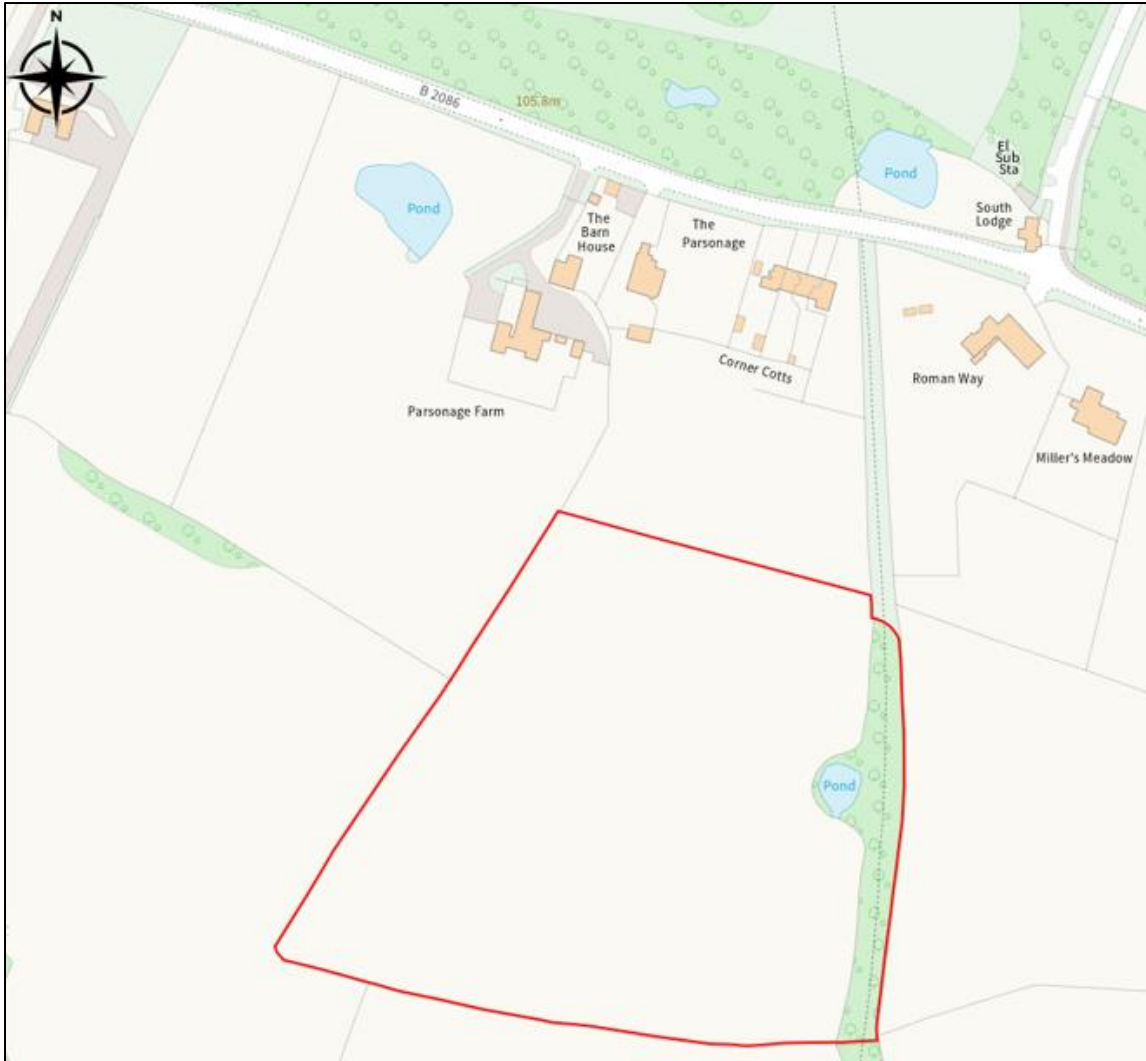 N
B 2086
105.8m
El
Sub
Sta
Pond
Pond
South
Lodge
The
Barn
House
The
Parsonage
Corner Cotts
Roman Way
Parsonage Farm
Miller's Meadow
Pond